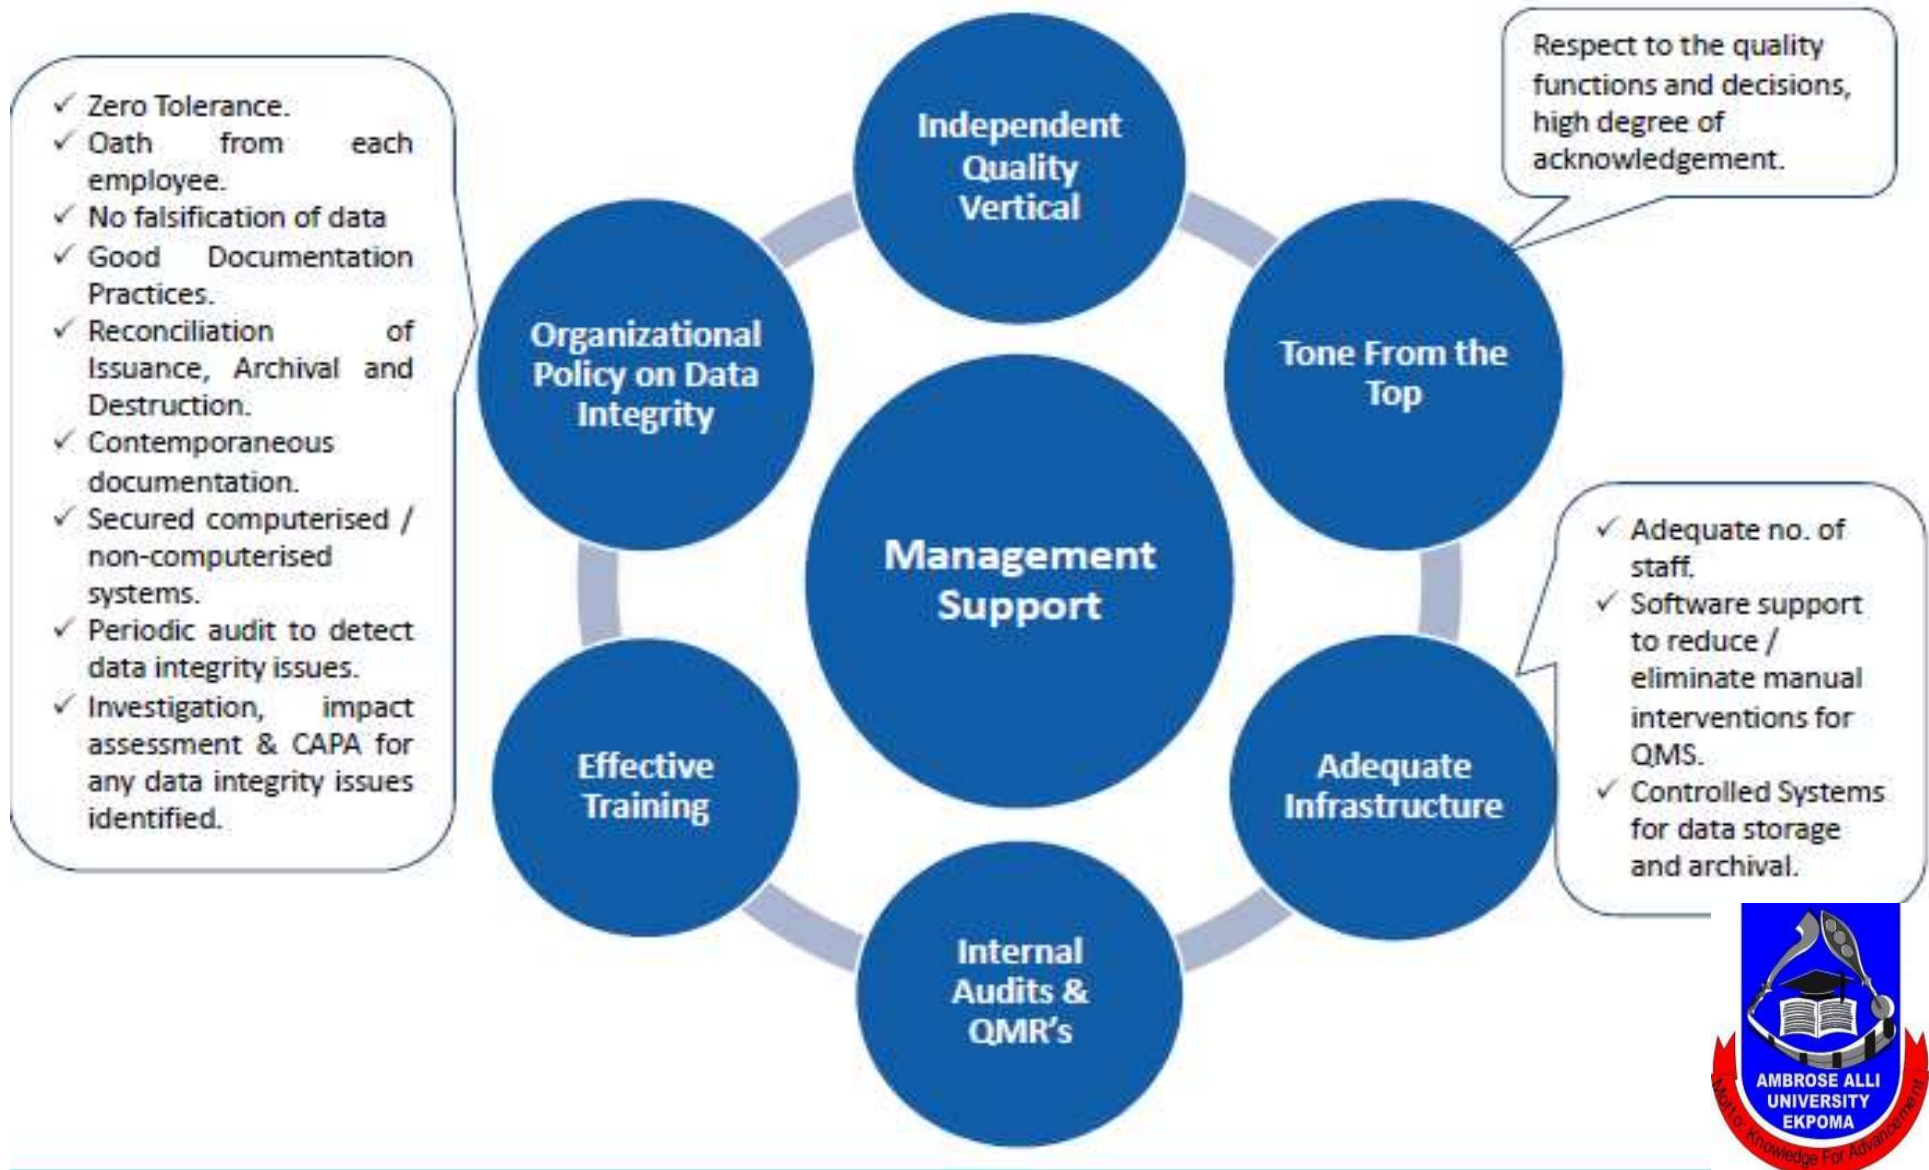 ✓ Zero Tolerance.
✓ Oath from each
employee.
✓ No falsification of data
✓ Good Documentation
Practices.
✓ Reconciliation of
Issuance, Archival and
Destruction.
✓ Contemporaneous
documentation.
✓ Secured computerised /
non-computerised
systems.
✓ Periodic audit to detect
data integrity issues.
✓ Investigation, impact
assessment & CAPA for
any data integrity issues
identified.
Independent
Quality
Vertical
Respect to the quality
functions and decisions,
high degree of
acknowledgement.
Organizational
Policy on Data
Integrity
Tone From the
Top
Management
Support
✓ Adequate no. of
staff.
✓ Software support
to reduce /
eliminate manual
interventions for
QMS.
✓ Controlled Systems
for data storage
and archival.
Effective
Training
Adequate
Infrastructure
Internal
Audits &
QMR's
AMBROSE ALLI
UNIVERSITY
EKPOMA
Motto: Knowledge For Advancement